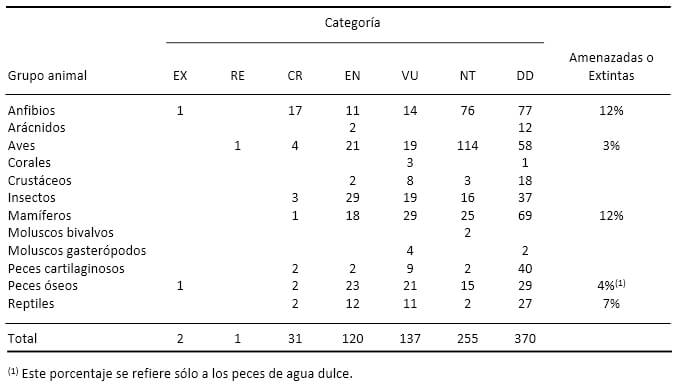 Categoría
Grupo animal EX RE CR EN VU NT DD Amenazadas o Extintas
Anfibios 1 17 11 14 76 77 12%
Arácnidos 2 12
Aves 1 4 21 19 114 58 3%
Corales 3 1
Crustáceos 2 8 3 18
Insectos 3 29 19 16 37
Mamíferos 1 18 29 25 69 12%
Moluscos bivalvos 2
Moluscos gasterópodos 4 2
Peces cartilaginosos 2 2 9 2 40
Peces óseos 1 2 23 21 15 29 4%(1)
Reptiles 2 12 11 2 27 7%
Total 2 1 31 120 137 255 370
(1) Este porcentaje se refiere sólo a los peces de agua dulce.